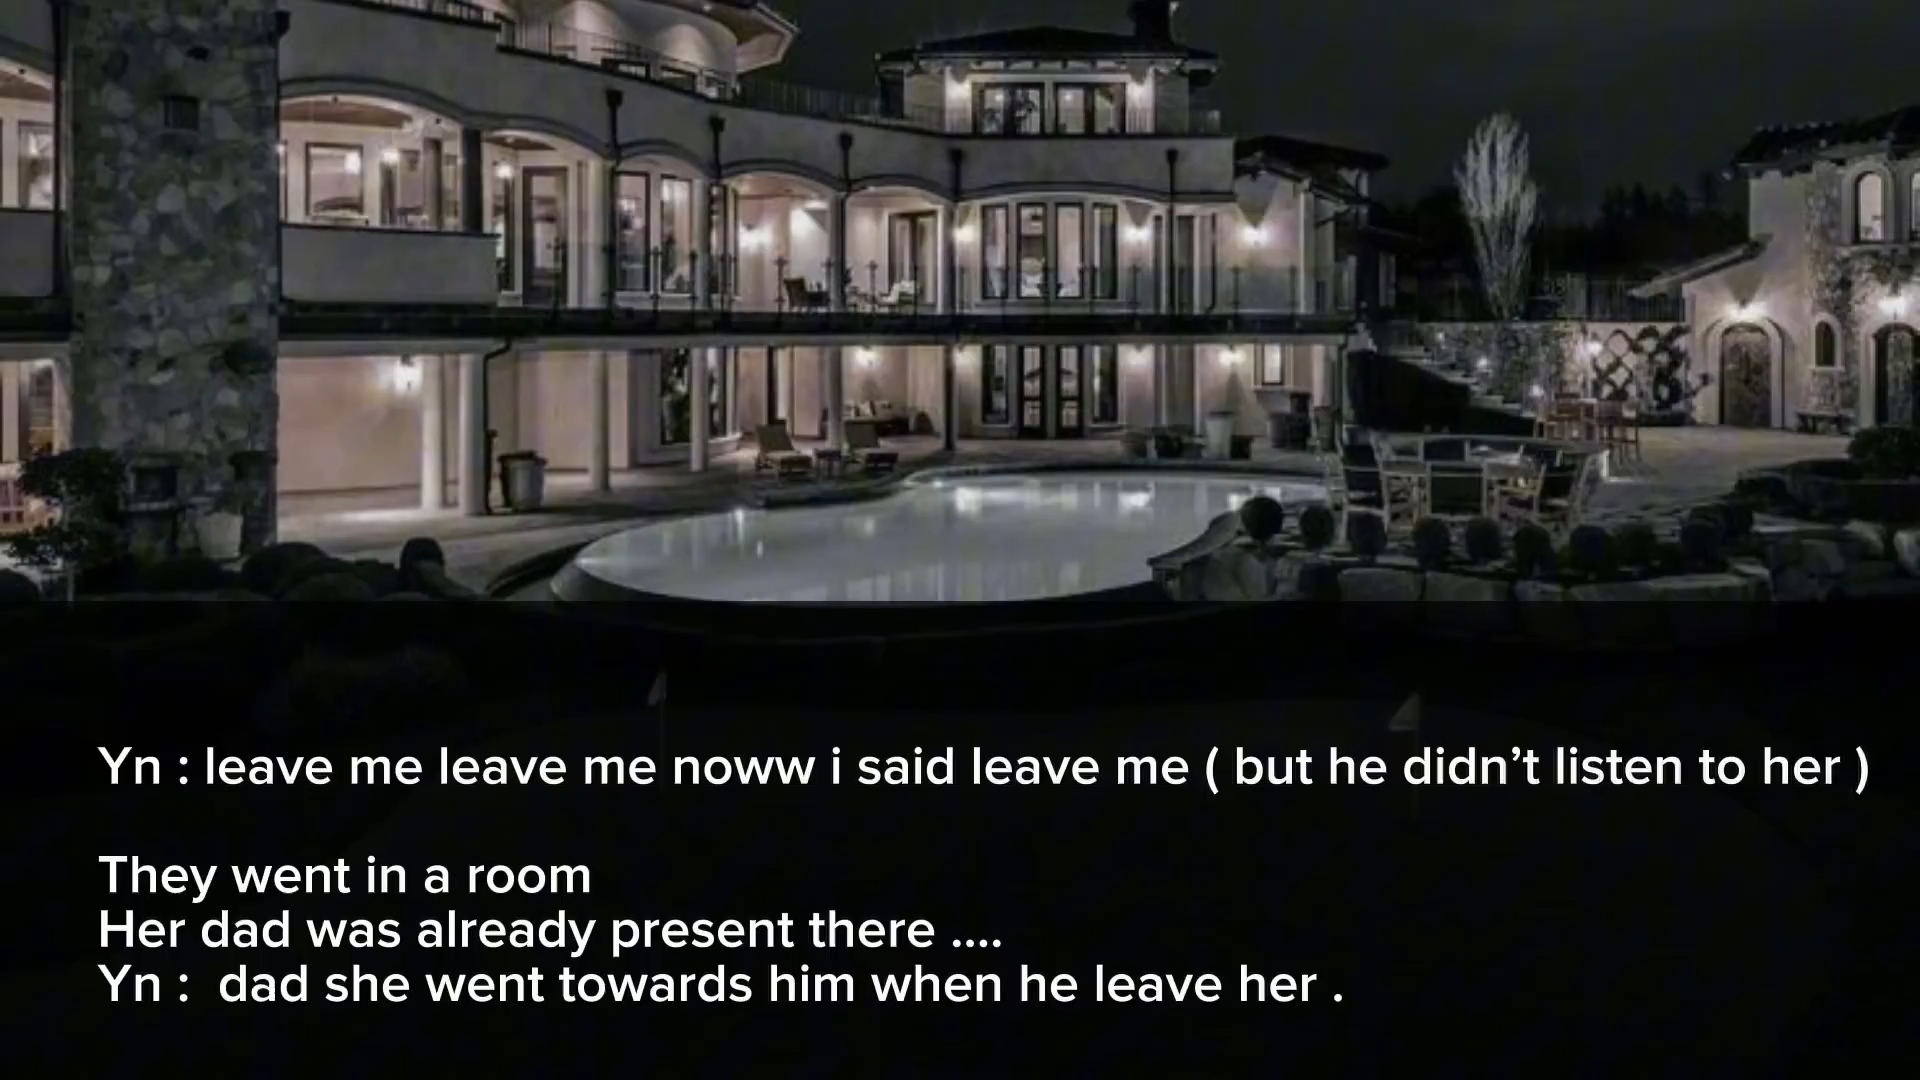 Yn : leave me leave me noww i said leave me ( but he didn’t listen to her )
They went in a room
Her dad was already present there ....
Yn :  dad she went towards him when he leave her .